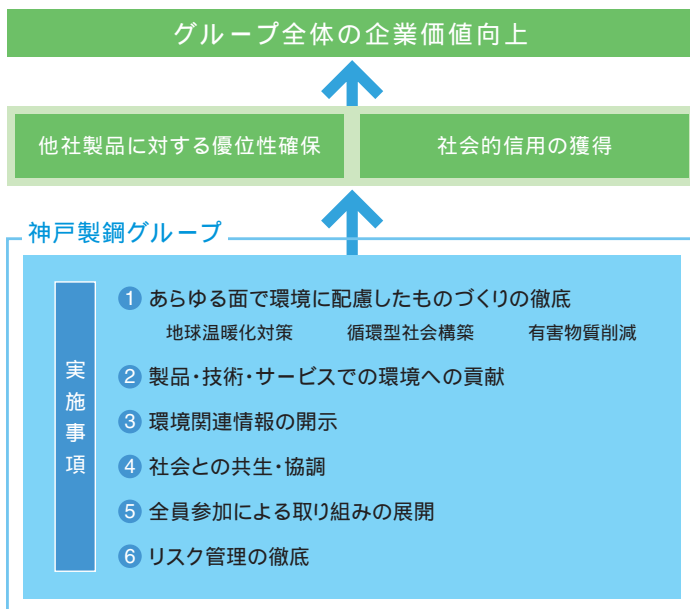 グループ全体の企業価値向上
他社製品に対する優位性確保
社会的信用の獲得
神戸製鋼グループ
実施事項
1 あらゆる面で環境に配慮したものづくりの徹底
地球温暖化対策 循環型社会構築 有害物質削減
2 製品・技術・サービスでの環境への貢献
3 環境関連情報の開示
4 社会との共生・協調
5 全員参加による取り組みの展開
6 リスク管理の徹底